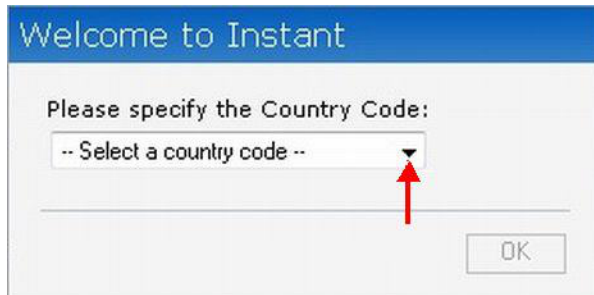 Welcome to Instant
Please specify the Country Code:
-- Select a country code --
OK